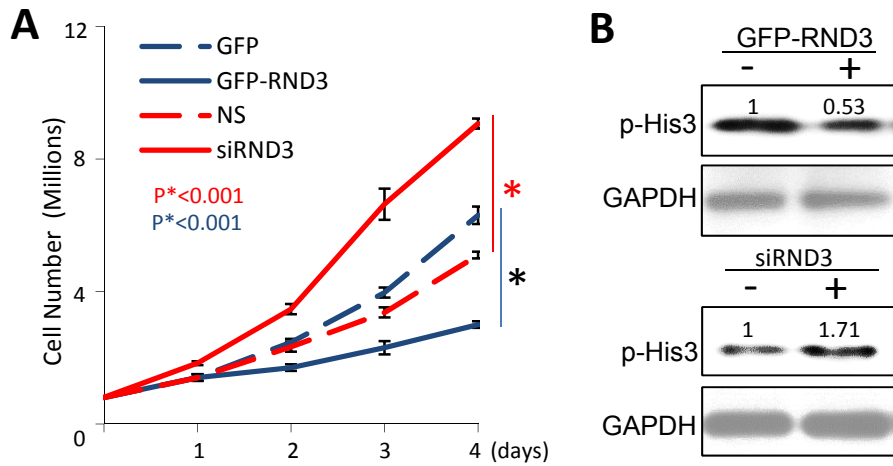 A
12
GFP
GFP-RND3
NS
siRND3
8
P*<0.001
P*<0.001
*
*
4
0
1 2 3 4 (days)
Cell Number (Millions)
B
GFP-RND3
- +
p-His3 1 0.53
GAPDH
siRND3
- +
p-His3 1 1.71
GAPDH